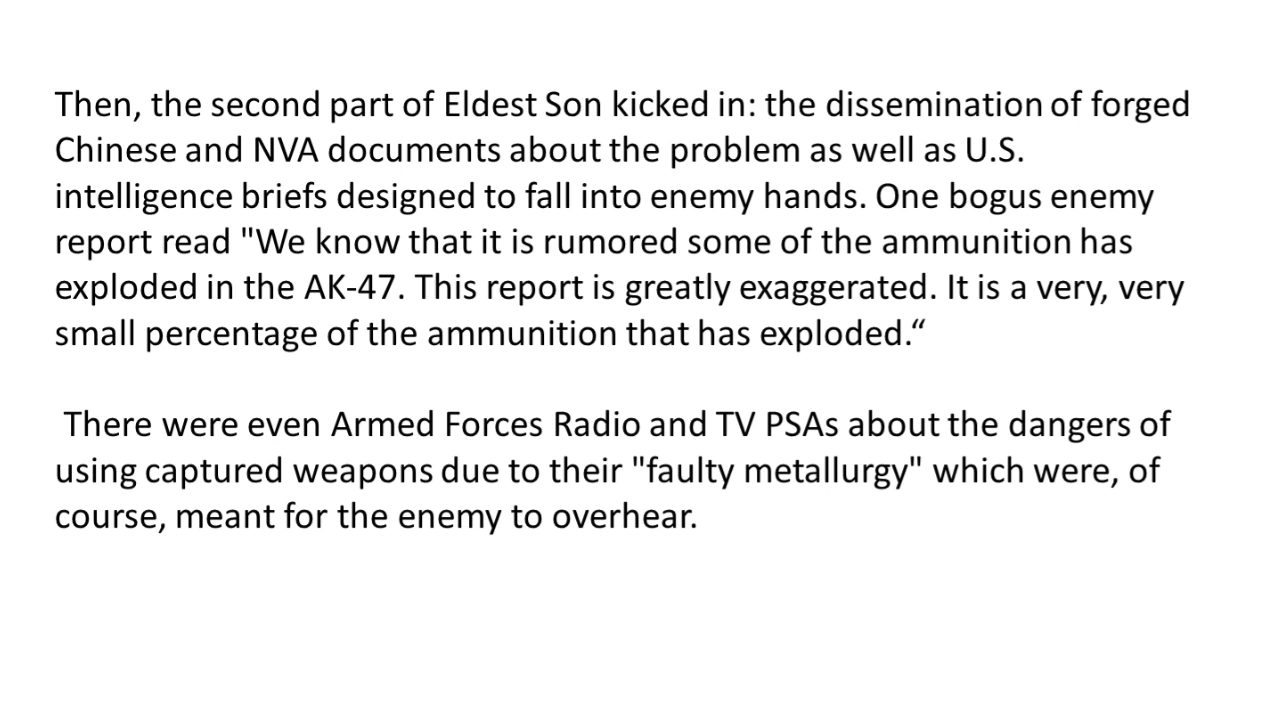 Then, the second part of Eldest Son kicked in: the dissemination of forged
Chinese and NVA documents about the problem as well as U.S.
intelligence briefs designed to fall into enemy hands. One bogus enemy
report read "We know that it is rumored some of the ammunition has
exploded in the AK-47. This report is greatly exaggerated. It is a very, very
small percentage of the ammunition that has exploded.“
There were even Armed Forces Radio and TV PSAs about the dangers of
using captured weapons due to their "faulty metallurgy" which were, of
course, meant for the enemy to overhear.